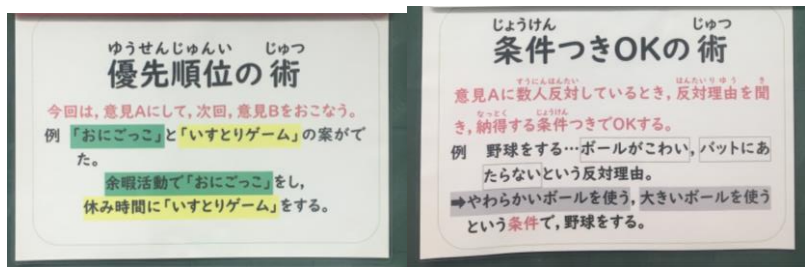 ゆうせんじゅんい じゅつ
優先順位の術
今回は，意見Aにして，次回，意見Bをおこなう。
例 「おにごっこ」と「いすとりゲーム」の案がで
た。
余暇活動で「おにごっこ」をし，
休み時間に「いすとりゲーム」をする。
じょうけん じゅつ
条件つきOKの術
すうにんはんたい はんたいりゆう き
意見Aに数人反対しているとき，反対理由を聞
なっとく じょうけん
き，納得する条件つきでOKする。
例 野球をする…ボールがこわい，バットにあ
たらないという反対理由。
➡やわらかいボールを使う，大きいボールを使う
という条件で，野球をする。